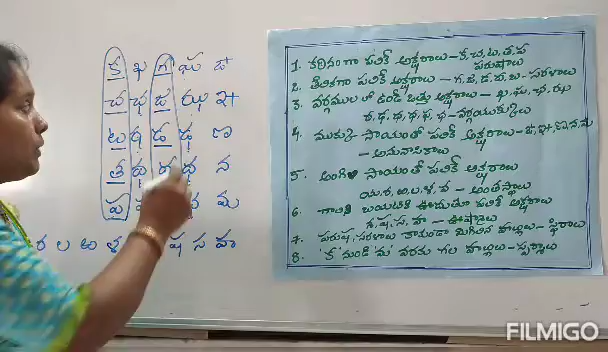 క ఖ గ ఘ ఙ
చ ఛ జ ఝ ఞ
ట ఠ డ ఢ ణ
త థ ధ న
ప మ
ర ల ఱ ళ ష స హ
1. కఠినంగా పలికే అక్షరాలు - క,చ,ట,త,ప
పరుషాలు
2. తేలికగా పలికే అక్షరాలు - గ,జ,డ,ద,బ - సరళాలు
3. వర్గములలో ఉండే ఒత్తు అక్షరాలు - ఖ,ఘ,ఛ,ఝ
4. ముక్కు సాయంతో పలికే అక్షరాలు - ఙ,ఞ,ణ,న,మ
- అనునాసికాలు
5. అంగిలి సాయంతో పలికే అక్షరాలు
య,ర,ఱ,ల,ళ,వ - అంతస్థాలు
6. గాలిని బయటికి ఊదుతూ పలికే అక్షరాలు
శ,ష,స,హ - ఊష్మాలు
7. పరుష, సరళాలు కాకుండా మిగిలిన హల్లులు - స్థిరాలు
8. 'క' నుండి 'మ' వరకు గల హల్లులు - స్పర్శాలు
FILMIGO